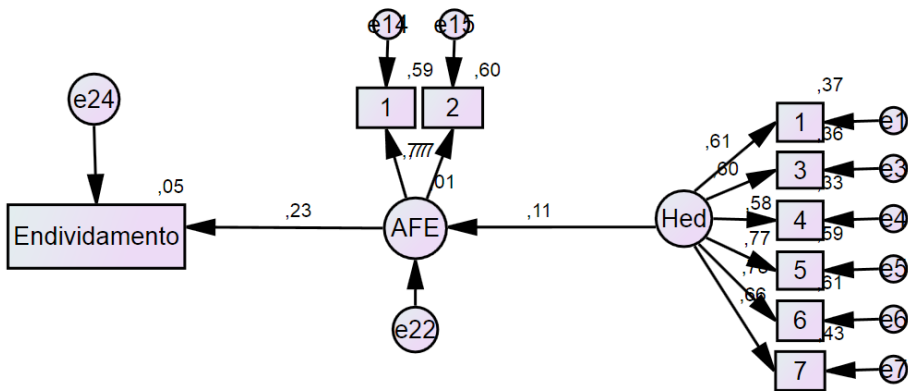 e14 e15
,59 ,60
e24
1 2
,77 ,77
,05
Endividamento
,23
AFE
,01
,11
Hed
e22
,61
,60
,58
,77
,78
,66
,37
1 e1
,36
3 e3
,33
4 e4
,59
5 e5
,61
6 e6
,43
7 e7